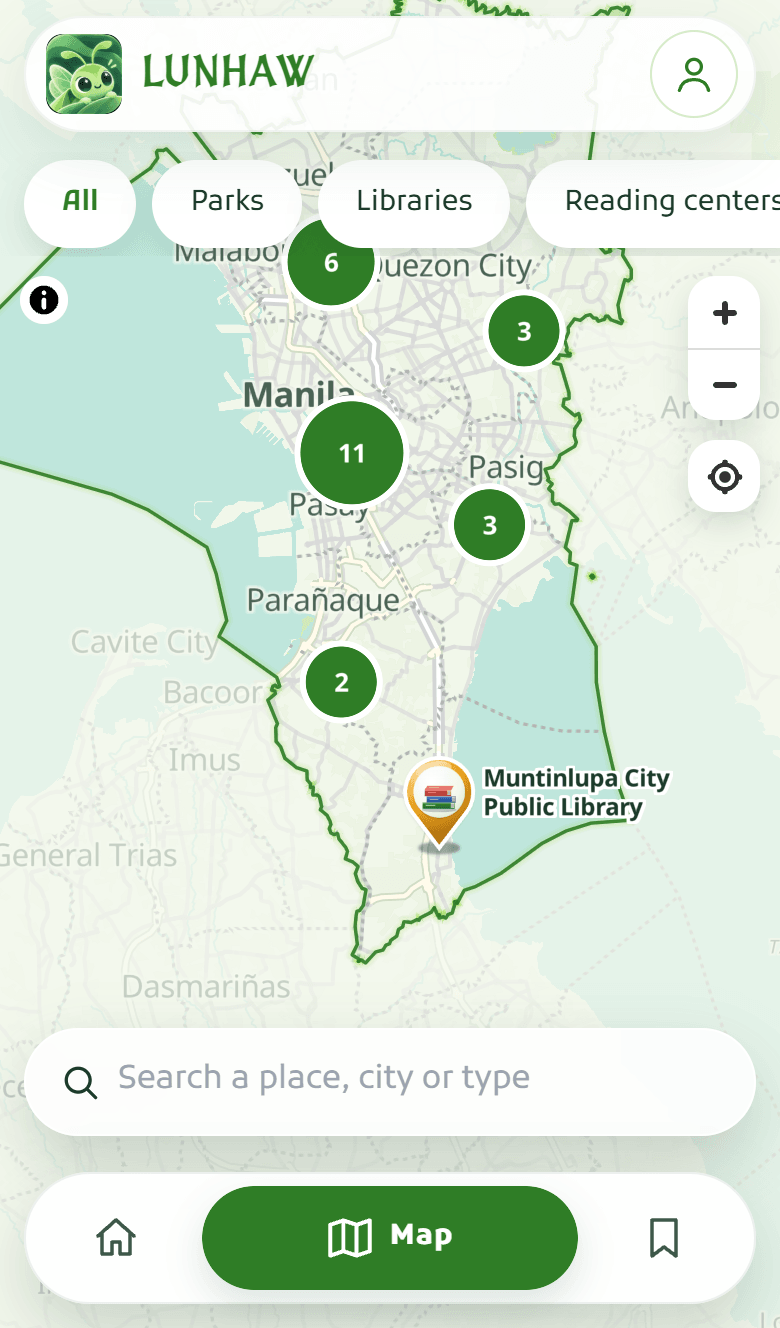 LUNHAW
All
Parks
Libraries
Reading centers
6
Quezon City
3
Manila
11
Pasig
Pasay
3
Parañaque
Cavite City
2
Bacoor
Imus
Muntinlupa City
Public Library
General Trias
Dasmariñas
Search a place, city or type
Map